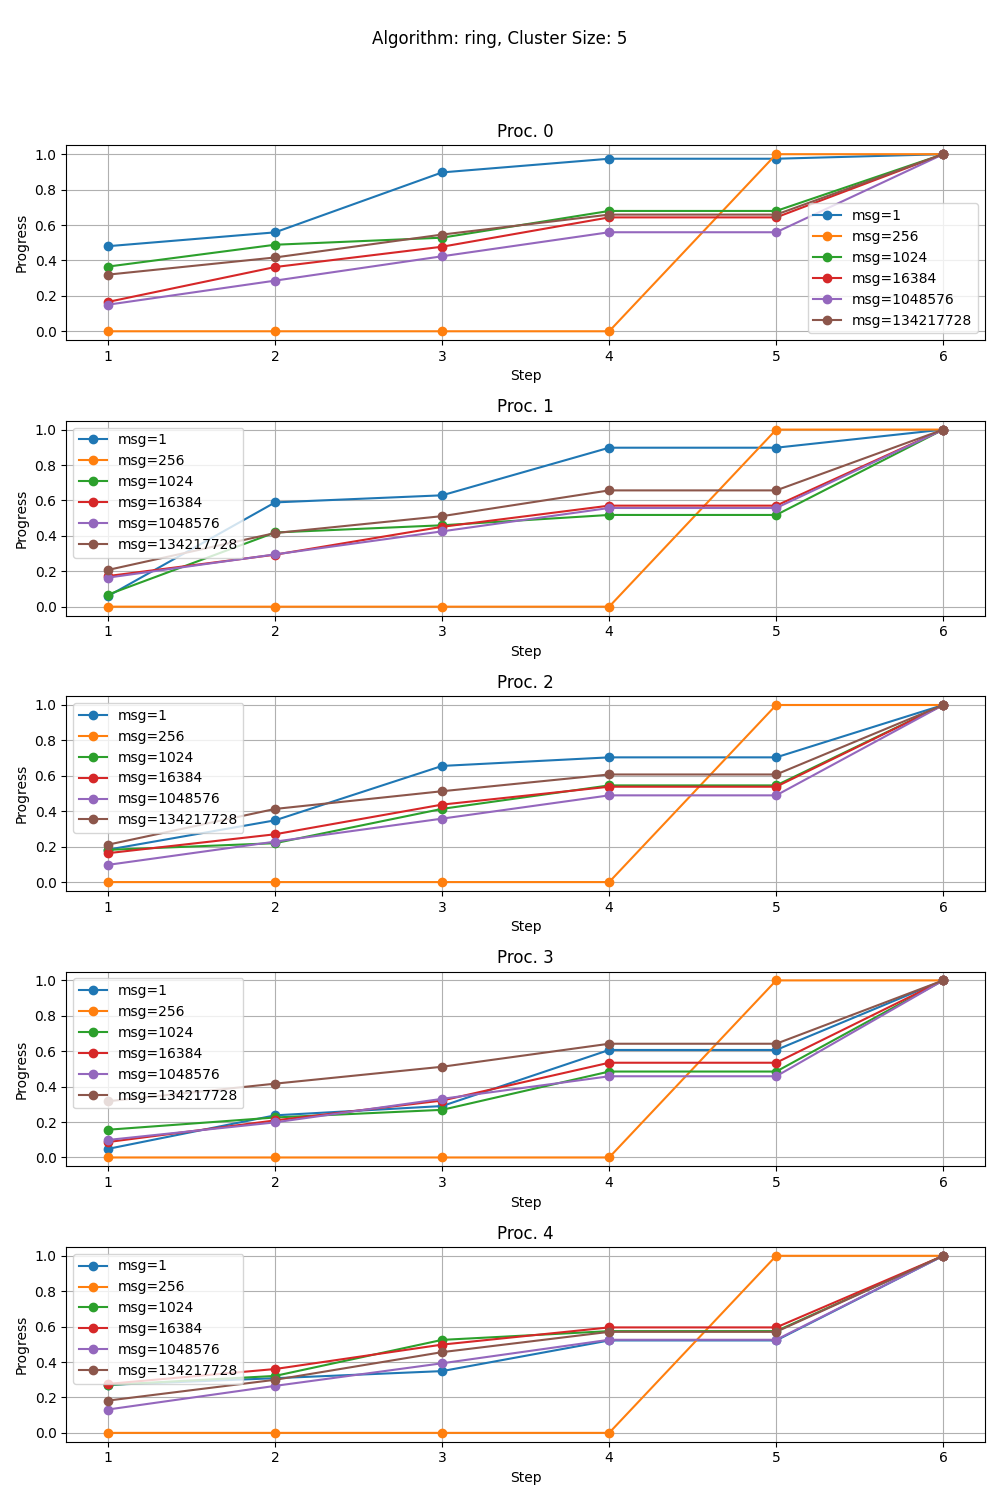 Algorithm: ring, Cluster Size: 5
Proc. 0
1.0
0.8
0.6
0.4
0.2
0.0
Progress
msg=1
msg=256
msg=1024
msg=16384
msg=1048576
msg=134217728
1 2 3 4 5 6
Step
Proc. 1
1.0
0.8
0.6
0.4
0.2
0.0
Progress
msg=1
msg=256
msg=1024
msg=16384
msg=1048576
msg=134217728
1 2 3 4 5 6
Step
Proc. 2
1.0
0.8
0.6
0.4
0.2
0.0
Progress
msg=1
msg=256
msg=1024
msg=16384
msg=1048576
msg=134217728
1 2 3 4 5 6
Step
Proc. 3
1.0
0.8
0.6
0.4
0.2
0.0
Progress
msg=1
msg=256
msg=1024
msg=16384
msg=1048576
msg=134217728
1 2 3 4 5 6
Step
Proc. 4
1.0
0.8
0.6
0.4
0.2
0.0
Progress
msg=1
msg=256
msg=1024
msg=16384
msg=1048576
msg=134217728
1 2 3 4 5 6
Step